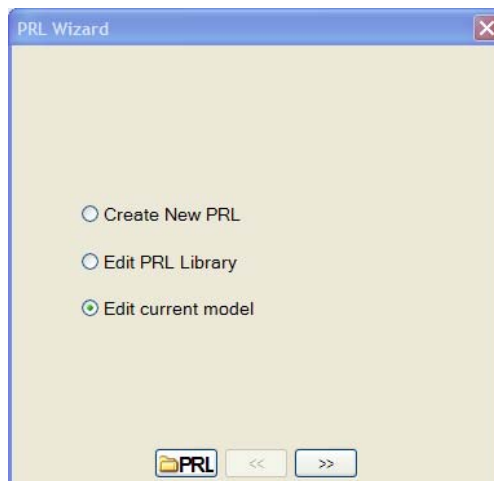 PRL Wizard
Create New PRL
Edit PRL Library
Edit current model
PRL << >>